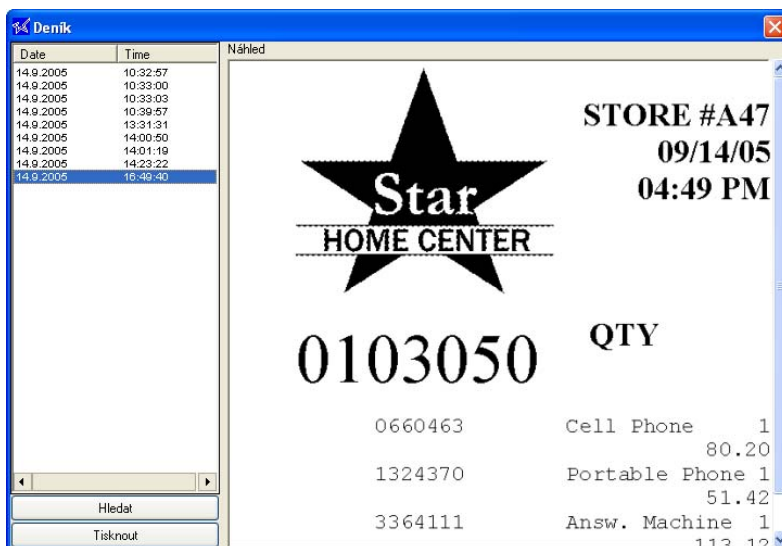 Deník
Date Time
14.9.2005 10:32:57
14.9.2005 10:33:00
14.9.2005 10:33:03
14.9.2005 10:39:57
14.9.2005 13:31:31
14.9.2005 14:00:50
14.9.2005 14:01:19
14.9.2005 14:23:22
14.9.2005 16:49:40
Hledat
Tisknout
Náhled
STORE #A47
09/14/05
04:49 PM
Star
HOME CENTER
0103050 QTY
0660463 Cell Phone 1
80.20
1324370 Portable Phone 1
51.42
3364111 Answ. Machine 1
113.12